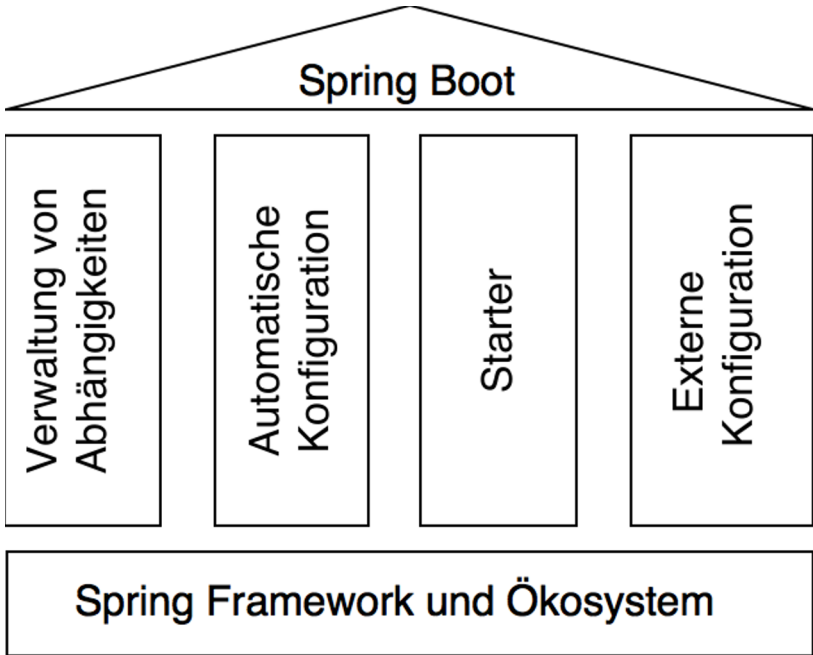 Spring Boot
Verwaltung von
Abhängigkeiten
Automatische
Konfiguration
Starter
Externe
Konfiguration
Spring Framework und Ökosystem